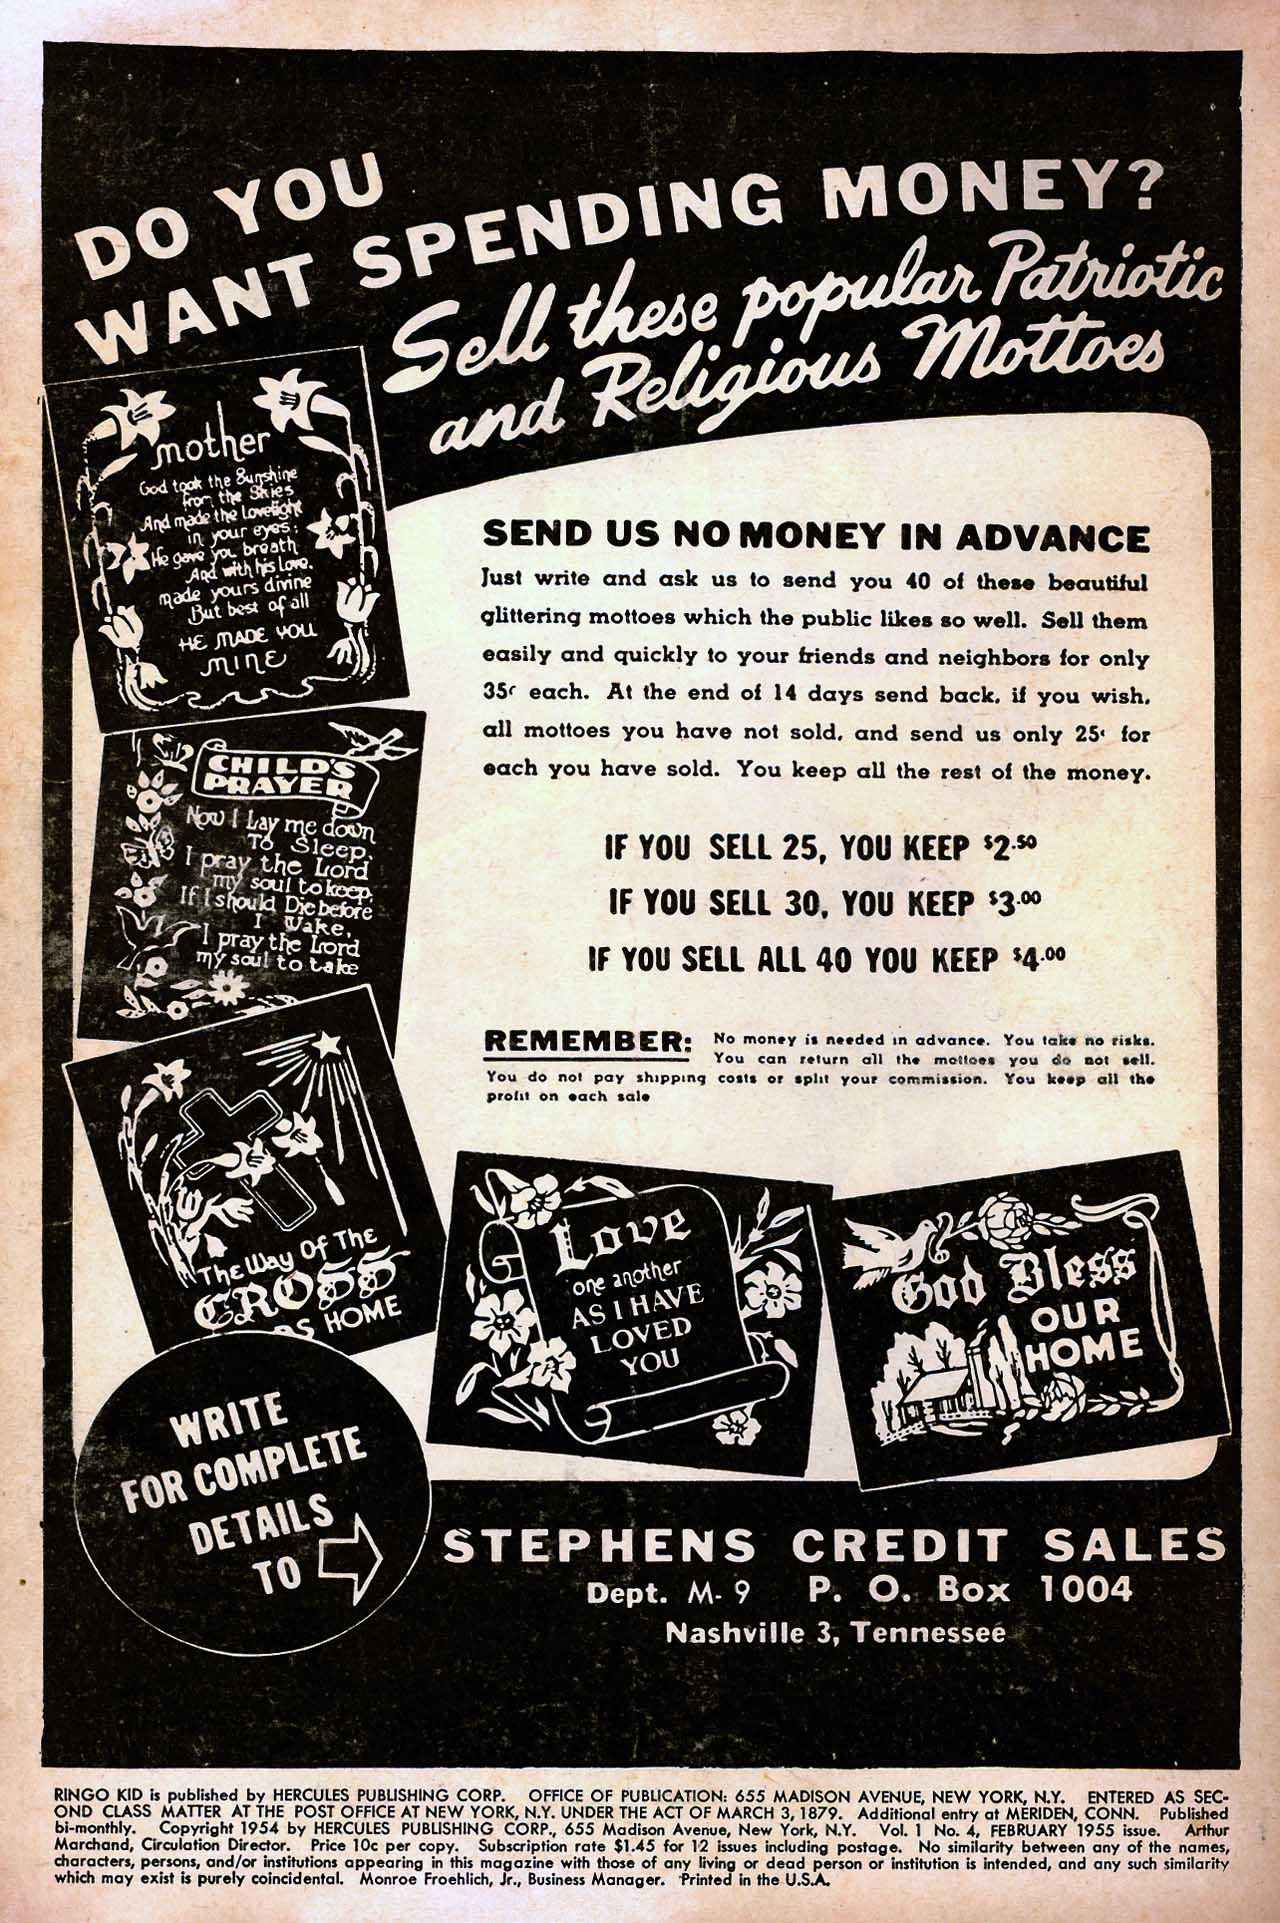 DO YOU
WANT SPENDING MONEY?
Sell these popular Patriotic
and Religious Mottoes
mother
God took the Sunshine
from the Skies
And made the Lovelight
in your eyes;
He gave you breath
And with his Love.
made yours divine
But best of all
HE MADE YOU
MINE
CHILD'S
PRAYER
Now I Lay me down
To Sleep,
I pray the Lord
my soul to keep.
If I should Die before
I Wake,
I pray the Lord
my soul to take
The Way Of The
CROSS
DS HOME
SEND US NO MONEY IN ADVANCE
Just write and ask us to send you 40 of these beautiful
glittering mottoes which the public likes so well. Sell them
easily and quickly to your friends and neighbors for only
35¢ each. At the end of 14 days send back, if you wish,
all mottoes you have not sold, and send us only 25¢ for
each you have sold. You keep all the rest of the money.
IF YOU SELL 25, YOU KEEP $2.50
IF YOU SELL 30, YOU KEEP $3.00
IF YOU SELL ALL 40 YOU KEEP $4.00
REMEMBER: No money is needed in advance. You take no risks.
You can return all the mottoes you do not sell.
You do not pay shipping costs or split your commission. You keep all the
profit on each sale
Love
one another
AS I HAVE
LOVED
YOU
God Bless
OUR
HOME
WRITE
FOR COMPLETE
DETAILS
TO
STEPHENS CREDIT SALES
Dept. M-9 P. O. Box 1004
Nashville 3, Tennessee
RINGO KID is published by HERCULES PUBLISHING CORP. OFFICE OF PUBLICATION: 655 MADISON AVENUE, NEW YORK, N.Y. ENTERED AS SEC-
OND CLASS MATTER AT THE POST OFFICE AT NEW YORK, N.Y. UNDER THE ACT OF MARCH 3, 1879. Additional entry at MERIDEN, CONN. Published
bi-monthly. Copyright 1954 by HERCULES PUBLISHING CORP., 655 Madison Avenue, New York, N.Y. Vol. 1 No. 4, FEBRUARY 1955 issue. Arthur
Marchand, Circulation Director. Price 10c per copy. Subscription rate $1.45 for 12 issues including postage. No similarity between any of the names,
characters, persons, and/or institutions appearing in this magazine with those of any living or dead person or institution is intended, and any such similarity
which may exist is purely coincidental. Monroe Froehlich, Jr., Business Manager. Printed in the U.S.A.